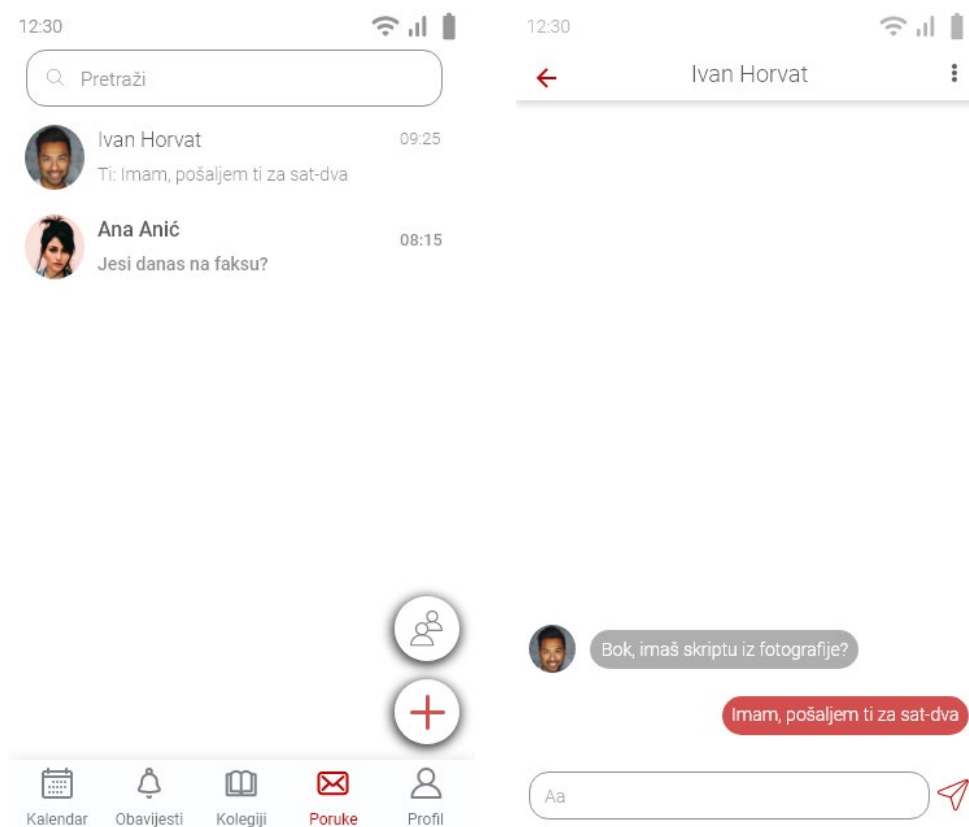 12:30
Pretraži
Ivan Horvat
09:25
Ti: Imam, pošaljem ti za sat-dva
Ana Anić
08:15
Jesi danas na faksu?
Kalendar
Obavijesti
Kolegiji
Poruke
Profil
12:30
Ivan Horvat
Bok, imaš skriptu iz fotografije?
Imam, pošaljem ti za sat-dva
Aa